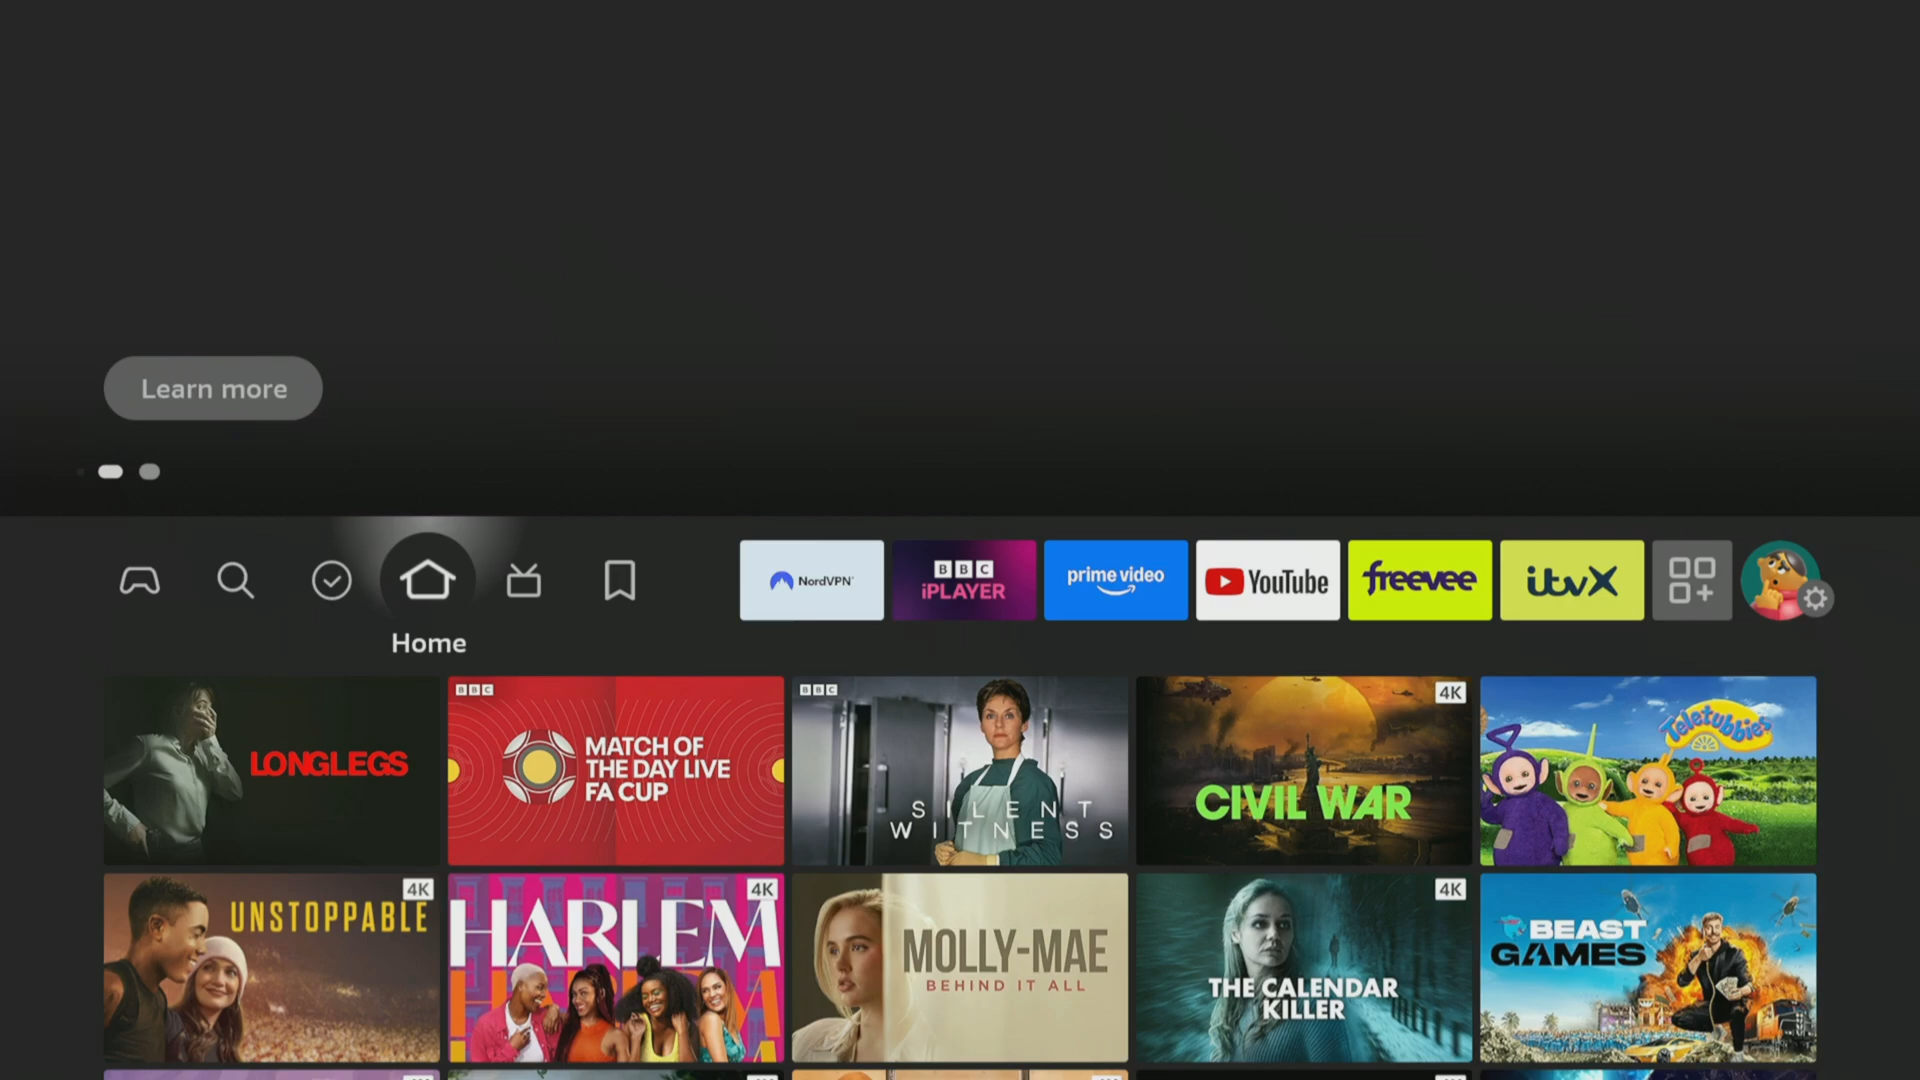 Learn more
NordVPN
BBC
iPLAYER
prime video
YouTube
freevee
itvX
Home
LONGLEGS
BBC
MATCH OF
THE DAY LIVE
FA CUP
BBC
SILENT
WITNESS
4K
CIVIL WAR
Teletubbies
4K
UNSTOPPABLE
4K
HARLEM
MOLLY-MAE
BEHIND IT ALL
4K
THE CALENDAR
KILLER
BEAST
GAMES